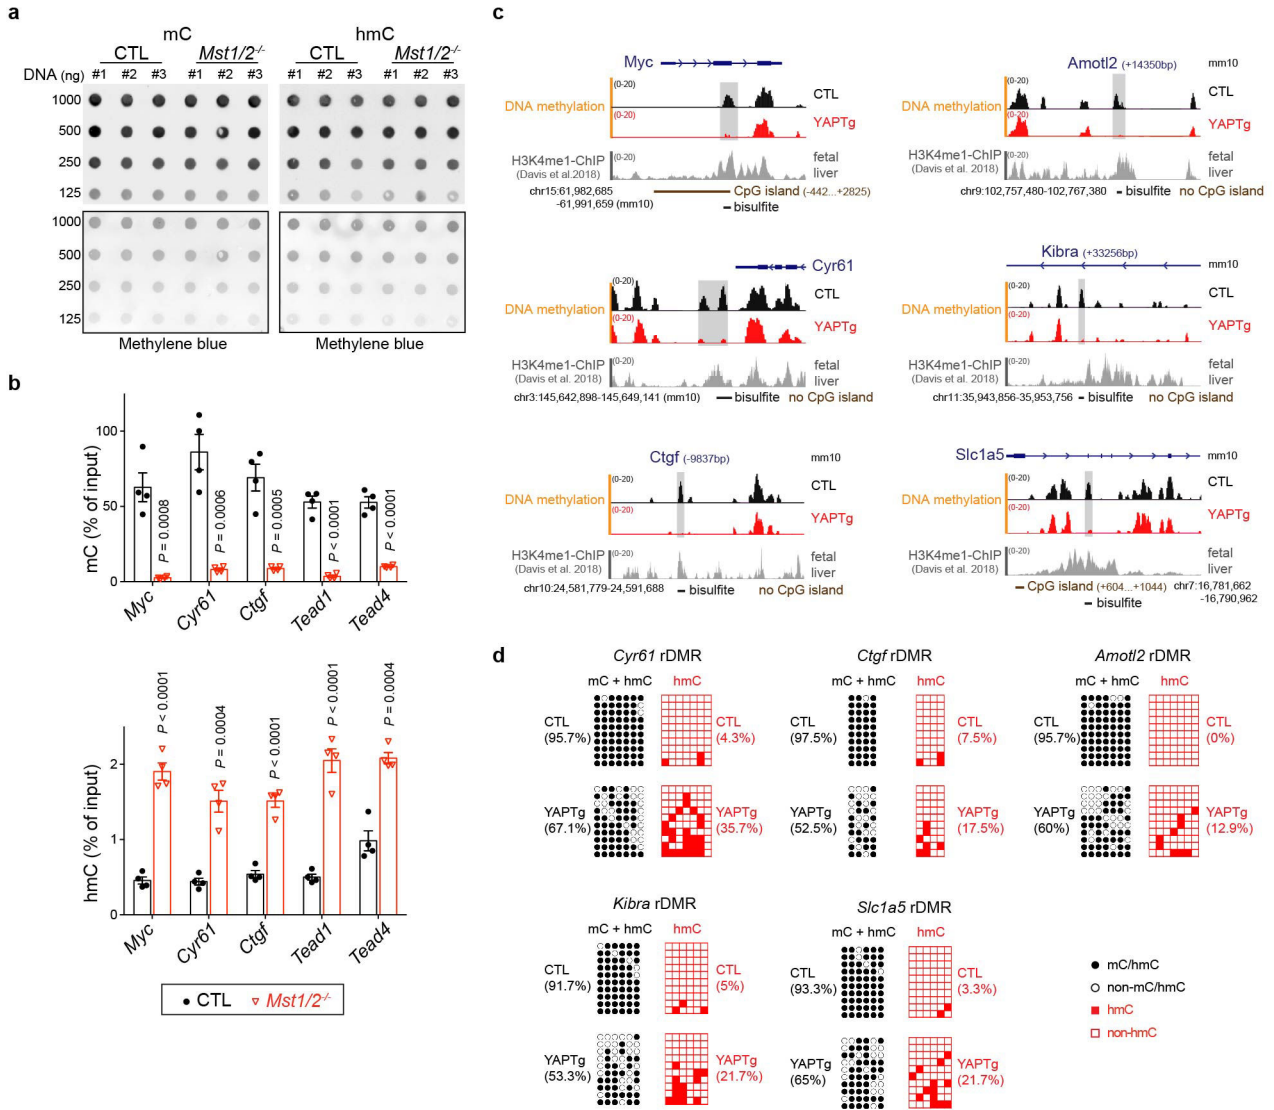 a
mC
hmC
CTL Mst1/2-/- CTL Mst1/2-/-
DNA (ng) #1 #2 #3 #1 #2 #3 #1 #2 #3 #1 #2 #3
1000
500
250
125
1000
500
250
125
Methylene blue Methylene blue
b
mC (% of input)
100
50
0
P = 0.0008
P = 0.0006
P = 0.0005
P < 0.0001
P < 0.0001
Myc Cyr61 Ctgf Tead1 Tead4
hmC (% of input)
2
1
0
P < 0.0001
P = 0.0004
P < 0.0001
P < 0.0001
P = 0.0004
Myc Cyr61 Ctgf Tead1 Tead4
CTL Mst1/2-/-
c
Myc
(0-20)
CTL
DNA methylation
(0-20)
YAPTg
H3K4me1-ChIP (0-20) fetal
(Davis et al.2018) liver
chr15:61,982,685 CpG island (-442...+2825)
-61,991,659 (mm10) bisulfite
Amotl2 (+14350bp) mm10
(0-20)
CTL
DNA methylation
(0-20)
YAPTg
H3K4me1-ChIP (0-20) fetal
(Davis et al. 2018) liver
chr9:102,757,480-102,767,380 bisulfite no CpG island
Cyr61
(0-20)
CTL
DNA methylation
(0-20)
YAPTg
H3K4me1-ChIP (0-20) fetal
(Davis et al. 2018) liver
chr3:145,642,898-145,649,141 (mm10) bisulfite no CpG island
Kibra (+33256bp) mm10
(0-20)
CTL
DNA methylation
(0-20)
YAPTg
H3K4me1-ChIP (0-20) fetal
(Davis et al. 2018) liver
chr11:35,943,856-35,953,756 bisulfite no CpG island
Ctgf (-9837bp) mm10
(0-20)
CTL
DNA methylation
(0-20)
YAPTg
H3K4me1-ChIP (0-20) fetal
(Davis et al. 2018) liver
chr10:24,581,779-24,591,688 bisulfite no CpG island
Slc1a5 mm10
(0-20)
CTL
DNA methylation
(0-20)
YAPTg
H3K4me1-ChIP (0-20) fetal
(Davis et al. 2018) liver
CpG island (+604...+1044) chr7:16,781,662
bisulfite -16,790,962
d
Cyr61 rDMR
mC + hmC hmC
CTL CTL
(95.7%) (4.3%)
YAPTg YAPTg
(67.1%) (35.7%)
Ctgf rDMR
mC + hmC hmC
CTL CTL
(97.5%) (7.5%)
YAPTg YAPTg
(52.5%) (17.5%)
Amotl2 rDMR
mC + hmC hmC
CTL CTL
(95.7%) (0%)
YAPTg YAPTg
(60%) (12.9%)
Kibra rDMR
mC + hmC hmC
CTL CTL
(91.7%) (5%)
YAPTg YAPTg
(53.3%) (21.7%)
Slc1a5 rDMR
mC + hmC hmC
CTL CTL
(93.3%) (3.3%)
YAPTg YAPTg
(65%) (21.7%)
mC/hmC
non-mC/hmC
hmC
non-hmC